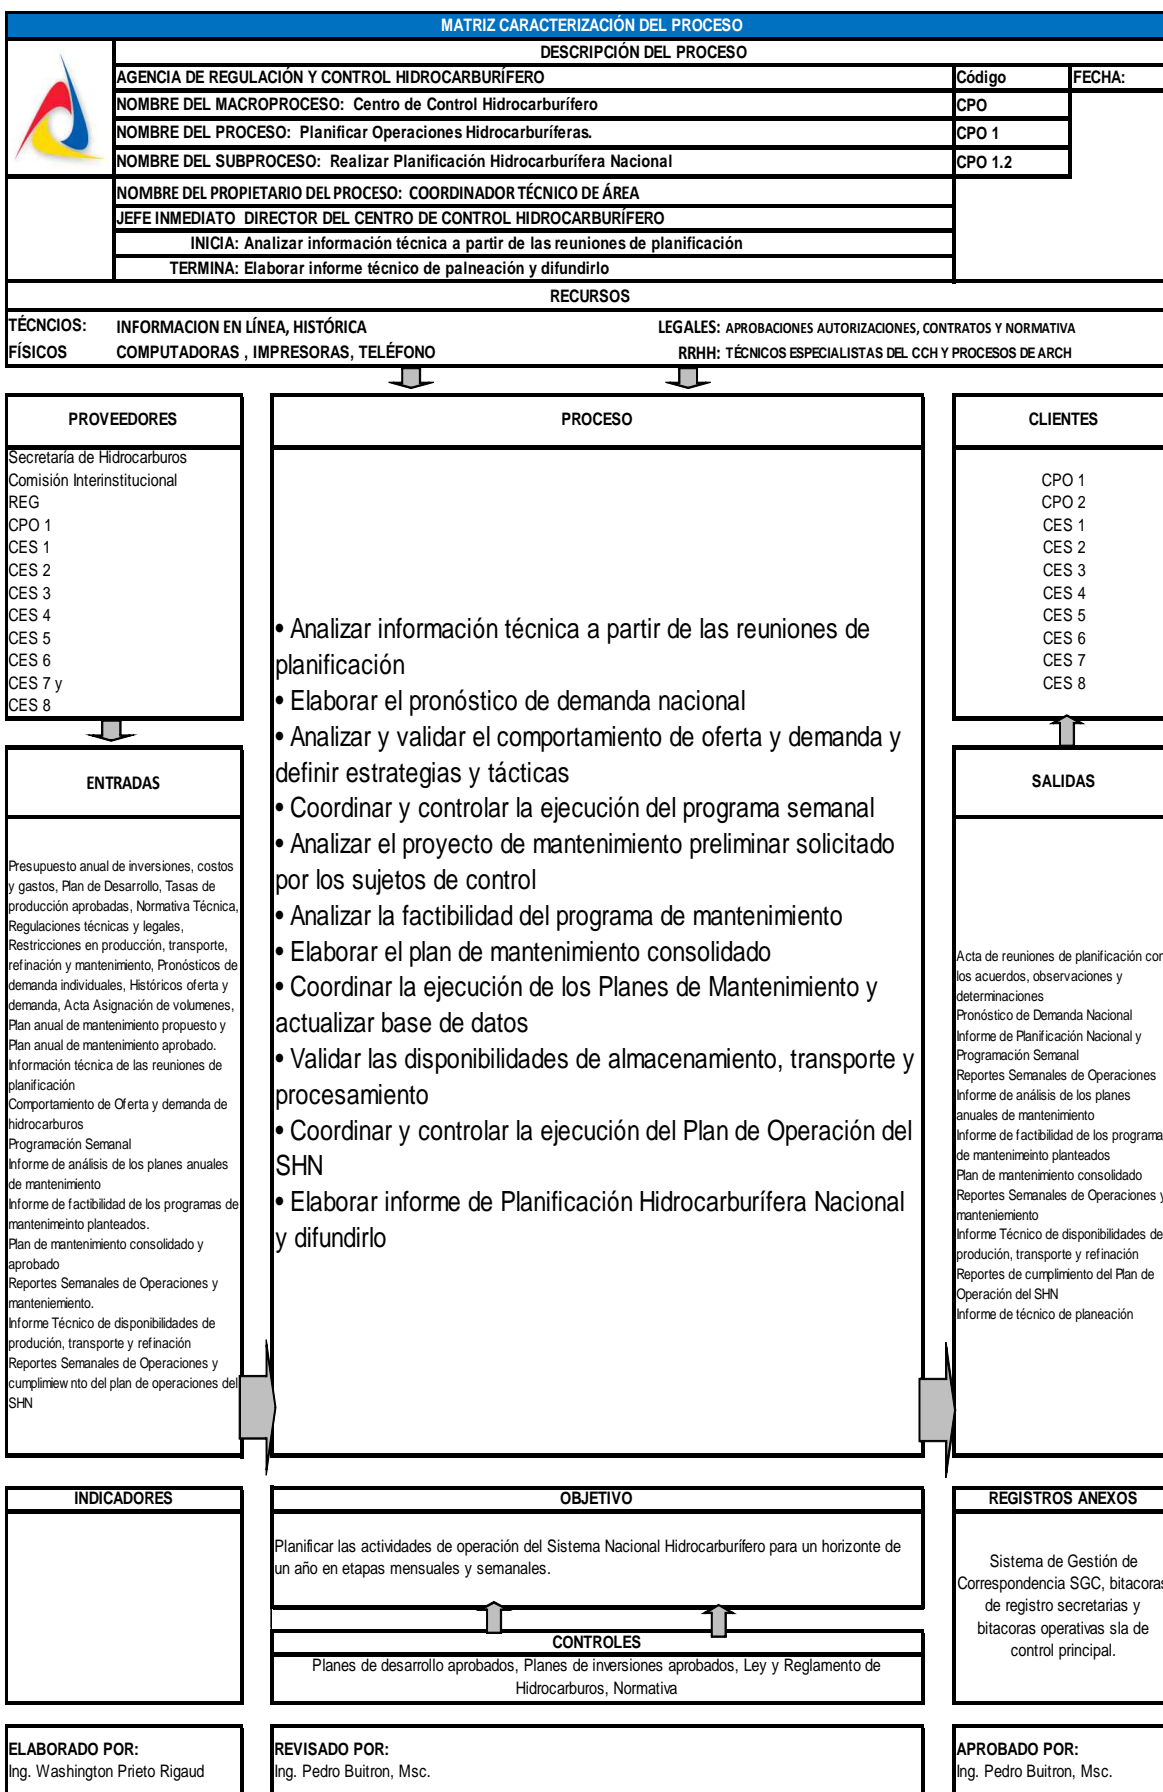 MATRIZ CARACTERIZACIÓN DEL PROCESO
DESCRIPCIÓN DEL PROCESO
AGENCIA DE REGULACIÓN Y CONTROL HIDROCARBURÍFERO
Código
FECHA:
NOMBRE DEL MACROPROCESO: Centro de Control Hidrocarburífero
CPO
NOMBRE DEL PROCESO: Planificar Operaciones Hidrocarburíferas.
CPO 1
NOMBRE DEL SUBPROCESO: Realizar Planificación Hidrocarburífera Nacional
CPO 1.2
NOMBRE DEL PROPIETARIO DEL PROCESO: COORDINADOR TÉCNICO DE ÁREA
JEFE INMEDIATO DIRECTOR DEL CENTRO DE CONTROL HIDROCARBURÍFERO
INICIA: Analizar información técnica a partir de las reuniones de planificación
TERMINA: Elaborar informe técnico de palneación y difundirlo
RECURSOS
TÉCNCIOS: INFORMACION EN LÍNEA, HISTÓRICA
LEGALES: APROBACIONES AUTORIZACIONES, CONTRATOS Y NORMATIVA
FÍSICOS COMPUTADORAS , IMPRESORAS, TELÉFONO
RRHH: TÉCNICOS ESPECIALISTAS DEL CCH Y PROCESOS DE ARCH
PROVEEDORES
Secretaría de Hidrocarburos
Comisión Interinstitucional
REG
CPO 1
CES 1
CES 2
CES 3
CES 4
CES 5
CES 6
CES 7 y
CES 8
ENTRADAS
Presupuesto anual de inversiones, costos
y gastos, Plan de Desarrollo, Tasas de
producción aprobadas, Normativa Técnica,
Regulaciones técnicas y legales,
Restricciones en producción, transporte,
refinación y mantenimiento, Pronósticos de
demanda individuales, Históricos oferta y
demanda, Acta Asignación de volumenes,
Plan anual de mantenimiento propuesto y
Plan anual de mantenimiento aprobado.
Información técnica de las reuniones de
planificación
Comportamiento de Oferta y demanda de
hidrocarburos
Programación Semanal
Informe de análisis de los planes anuales
de mantenimiento
Informe de factibilidad de los programas de
mantenimeinto planteados.
Plan de mantenimiento consolidado y
aprobado
Reportes Semanales de Operaciones y
manteniemiento.
Informe Técnico de disponibilidades de
produción, transporte y refinación
Reportes Semanales de Operaciones y
cumplimiew nto del plan de operaciones del
SHN
PROCESO
• Analizar información técnica a partir de las reuniones de
planificación
• Elaborar el pronóstico de demanda nacional
• Analizar y validar el comportamiento de oferta y demanda y
definir estrategias y tácticas
• Coordinar y controlar la ejecución del programa semanal
• Analizar el proyecto de mantenimiento preliminar solicitado
por los sujetos de control
• Analizar la factibilidad del programa de mantenimiento
• Elaborar el plan de mantenimiento consolidado
• Coordinar la ejecución de los Planes de Mantenimiento y
actualizar base de datos
• Validar las disponibilidades de almacenamiento, transporte y
procesamiento
• Coordinar y controlar la ejecución del Plan de Operación del
SHN
• Elaborar informe de Planificación Hidrocarburífera Nacional
y difundirlo
CLIENTES
CPO 1
CPO 2
CES 1
CES 2
CES 3
CES 4
CES 5
CES 6
CES 7
CES 8
SALIDAS
Acta de reuniones de planificación con
los acuerdos, observaciones y
determinaciones
Pronóstico de Demanda Nacional
Informe de Planificación Nacional y
Programación Semanal
Reportes Semanales de Operaciones
Informe de análisis de los planes
anuales de mantenimiento
Informe de factibilidad de los programa
de mantenimeinto planteados
Plan de mantenimiento consolidado
Reportes Semanales de Operaciones y
manteniemiento
Informe Técnico de disponibilidades de
produción, transporte y refinación
Reportes de cumplimiento del Plan de
Operación del SHN
Informe de técnico de planeación
INDICADORES
OBJETIVO
Planificar las actividades de operación del Sistema Nacional Hidrocarburífero para un horizonte de
un año en etapas mensuales y semanales.
CONTROLES
Planes de desarrollo aprobados, Planes de inversiones aprobados, Ley y Reglamento de
Hidrocarburos, Normativa
REGISTROS ANEXOS
Sistema de Gestión de
Correspondencia SGC, bitacoras
de registro secretarias y
bitacoras operativas sla de
control principal.
ELABORADO POR:
Ing. Washington Prieto Rigaud
REVISADO POR:
Ing. Pedro Buitron, Msc.
APROBADO POR:
Ing. Pedro Buitron, Msc.